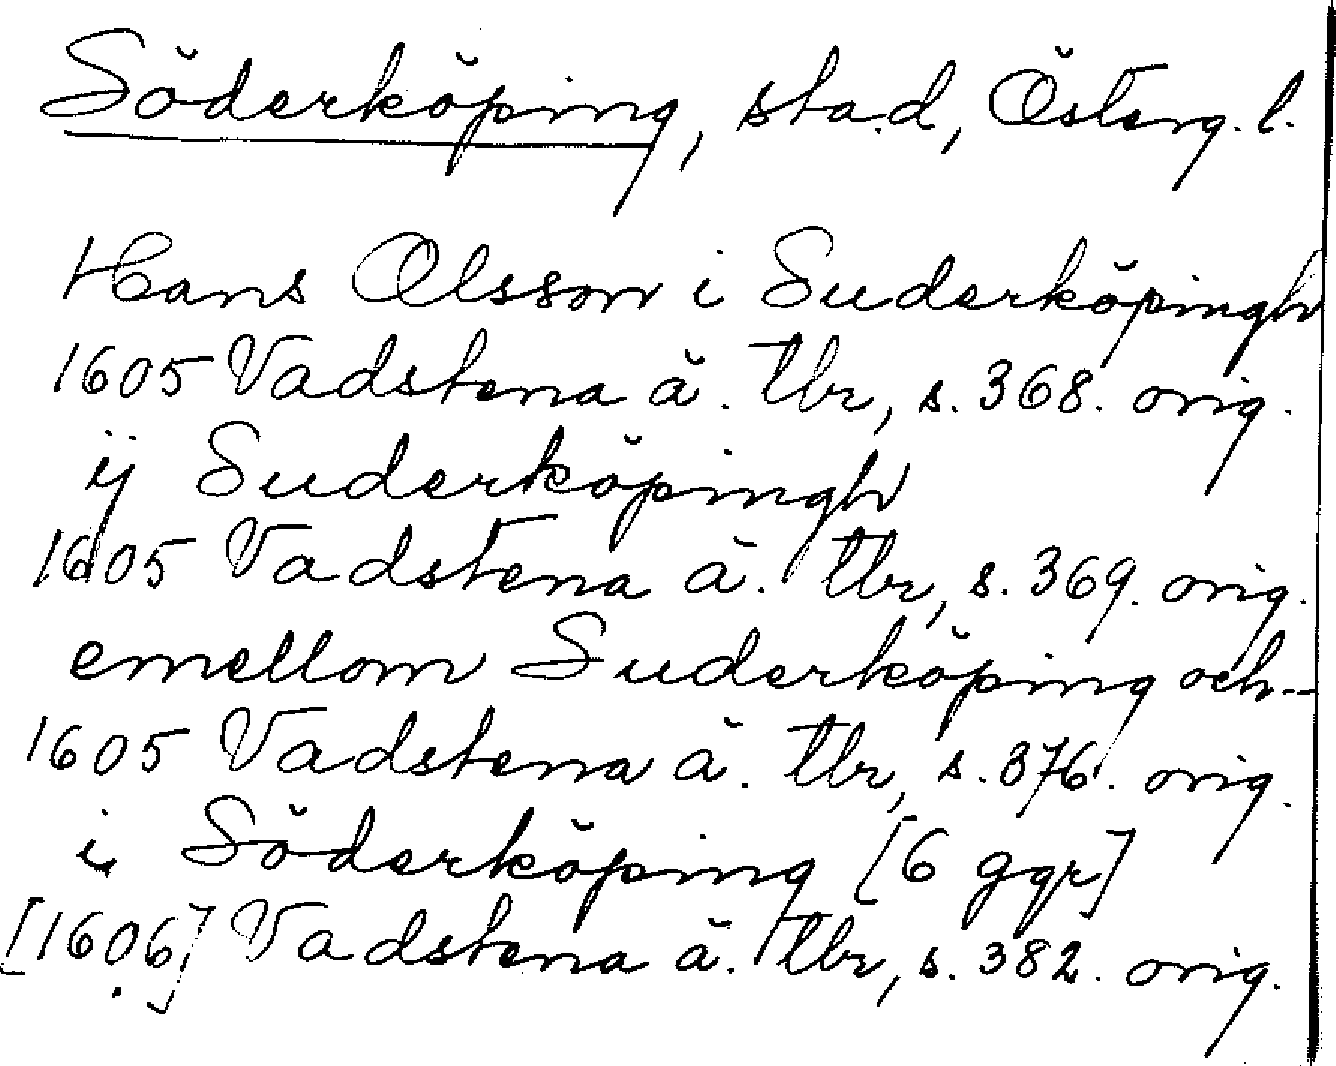 Söderköping, stad, Österg. l.
Hans Olsson i Suderköpingh
1605 Vadstena ä. tbr, s. 368. orig.
ij Suderköpingh
1605 Vadstena ä. tbr, s. 369. orig.
emellom Suderköping och--
1605 Vadstena ä. tbr, s. 376. orig.
i Söderköping [6 ggr]
[1606] Vadstena ä. tbr, s. 382. orig.